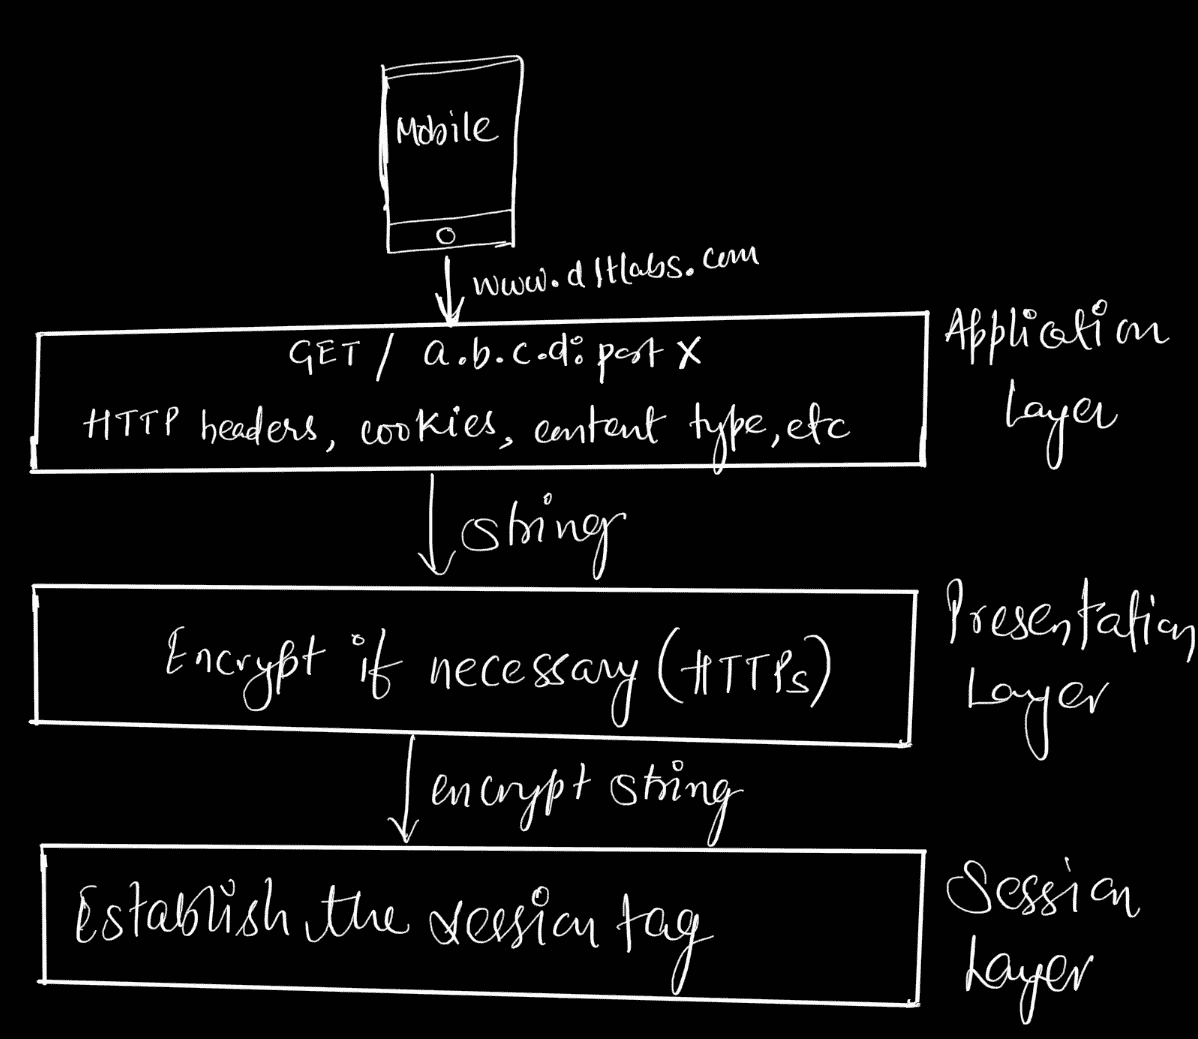 Mobile
www.dltlabs.com
GET / a.b.c.d: port X
HTTP headers, cookies, content type, etc
Application
Layer
string
Encrypt if necessary (HTTPs)
Presentation
Layer
encrypt string
Establish the session tag
Session
Layer